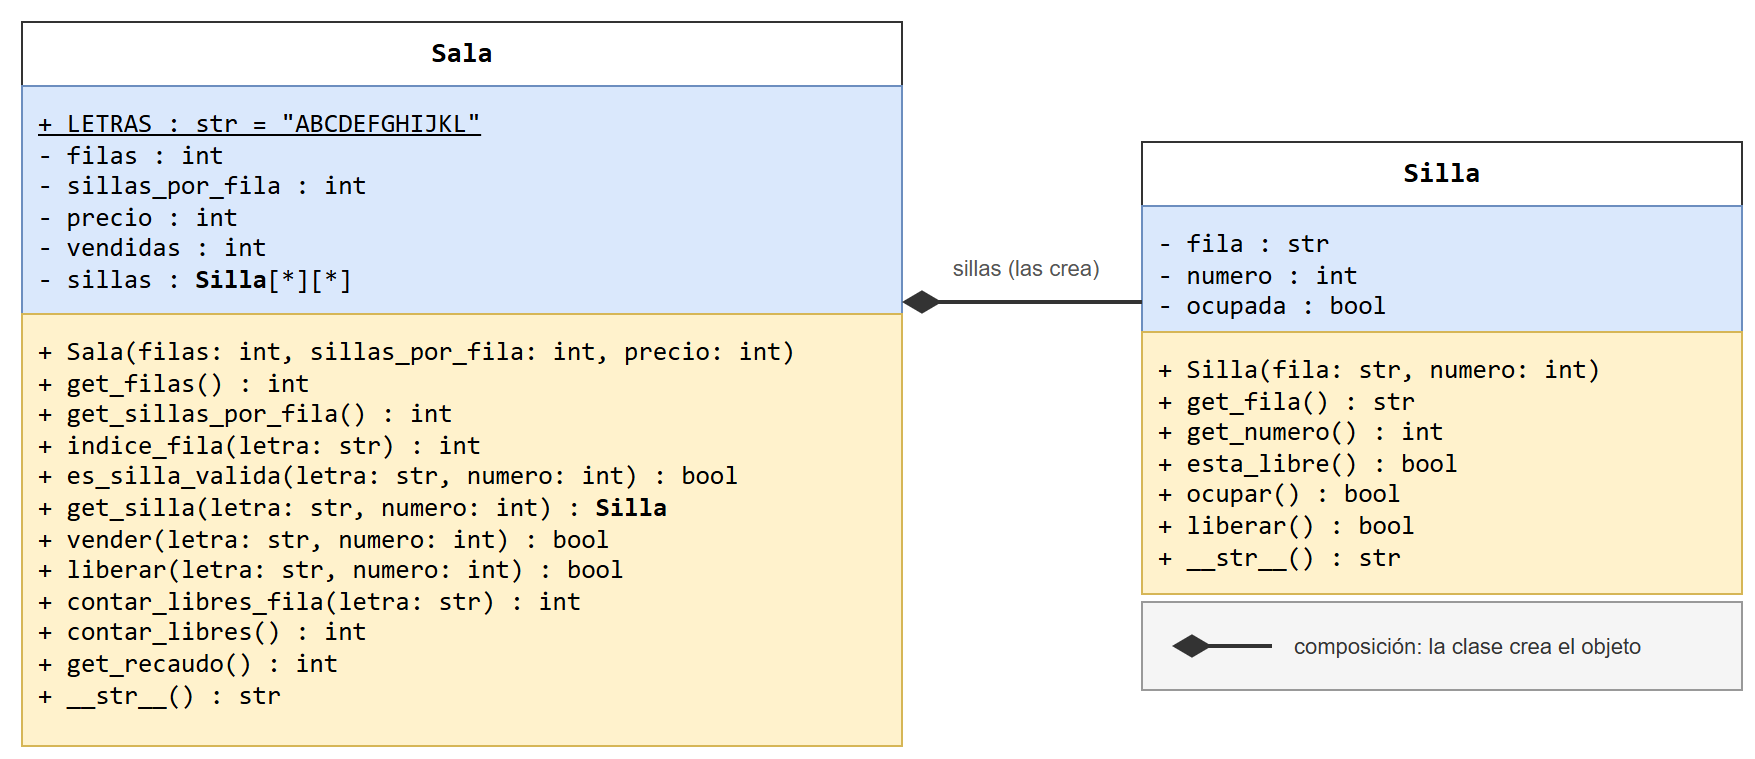 Sala
+ LETRAS : str = "ABCDEFGHIJKL"
- filas : int
- sillas_por_fila : int
- precio : int
- vendidas : int
- sillas : Silla[*][*]
+ Sala(filas: int, sillas_por_fila: int, precio: int)
+ get_filas() : int
+ get_sillas_por_fila() : int
+ indice_fila(letra: str) : int
+ es_silla_valida(letra: str, numero: int) : bool
+ get_silla(letra: str, numero: int) : Silla
+ vender(letra: str, numero: int) : bool
+ liberar(letra: str, numero: int) : bool
+ contar_libres_fila(letra: str) : int
+ contar_libres() : int
+ get_recaudo() : int
+ __str__() : str
sillas (las crea)
Silla
- fila : str
- numero : int
- ocupada : bool
+ Silla(fila: str, numero: int)
+ get_fila() : str
+ get_numero() : int
+ esta_libre() : bool
+ ocupar() : bool
+ liberar() : bool
+ __str__() : str
composición: la clase crea el objeto